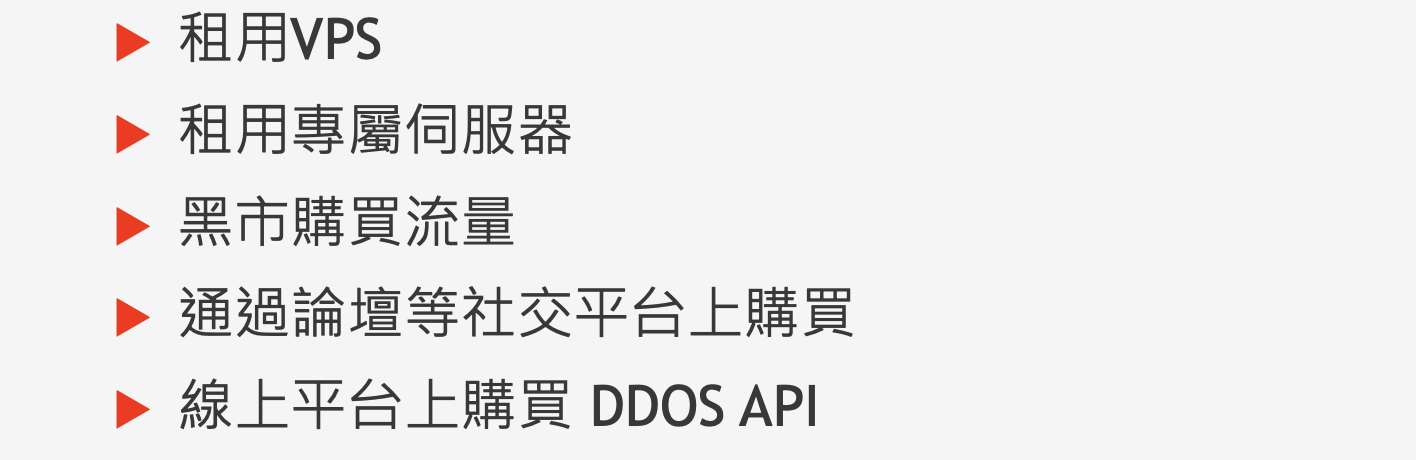 租用VPS
租用專屬伺服器
黑市購買流量
通過論壇等社交平台上購買
線上平台上購買 DDOS API